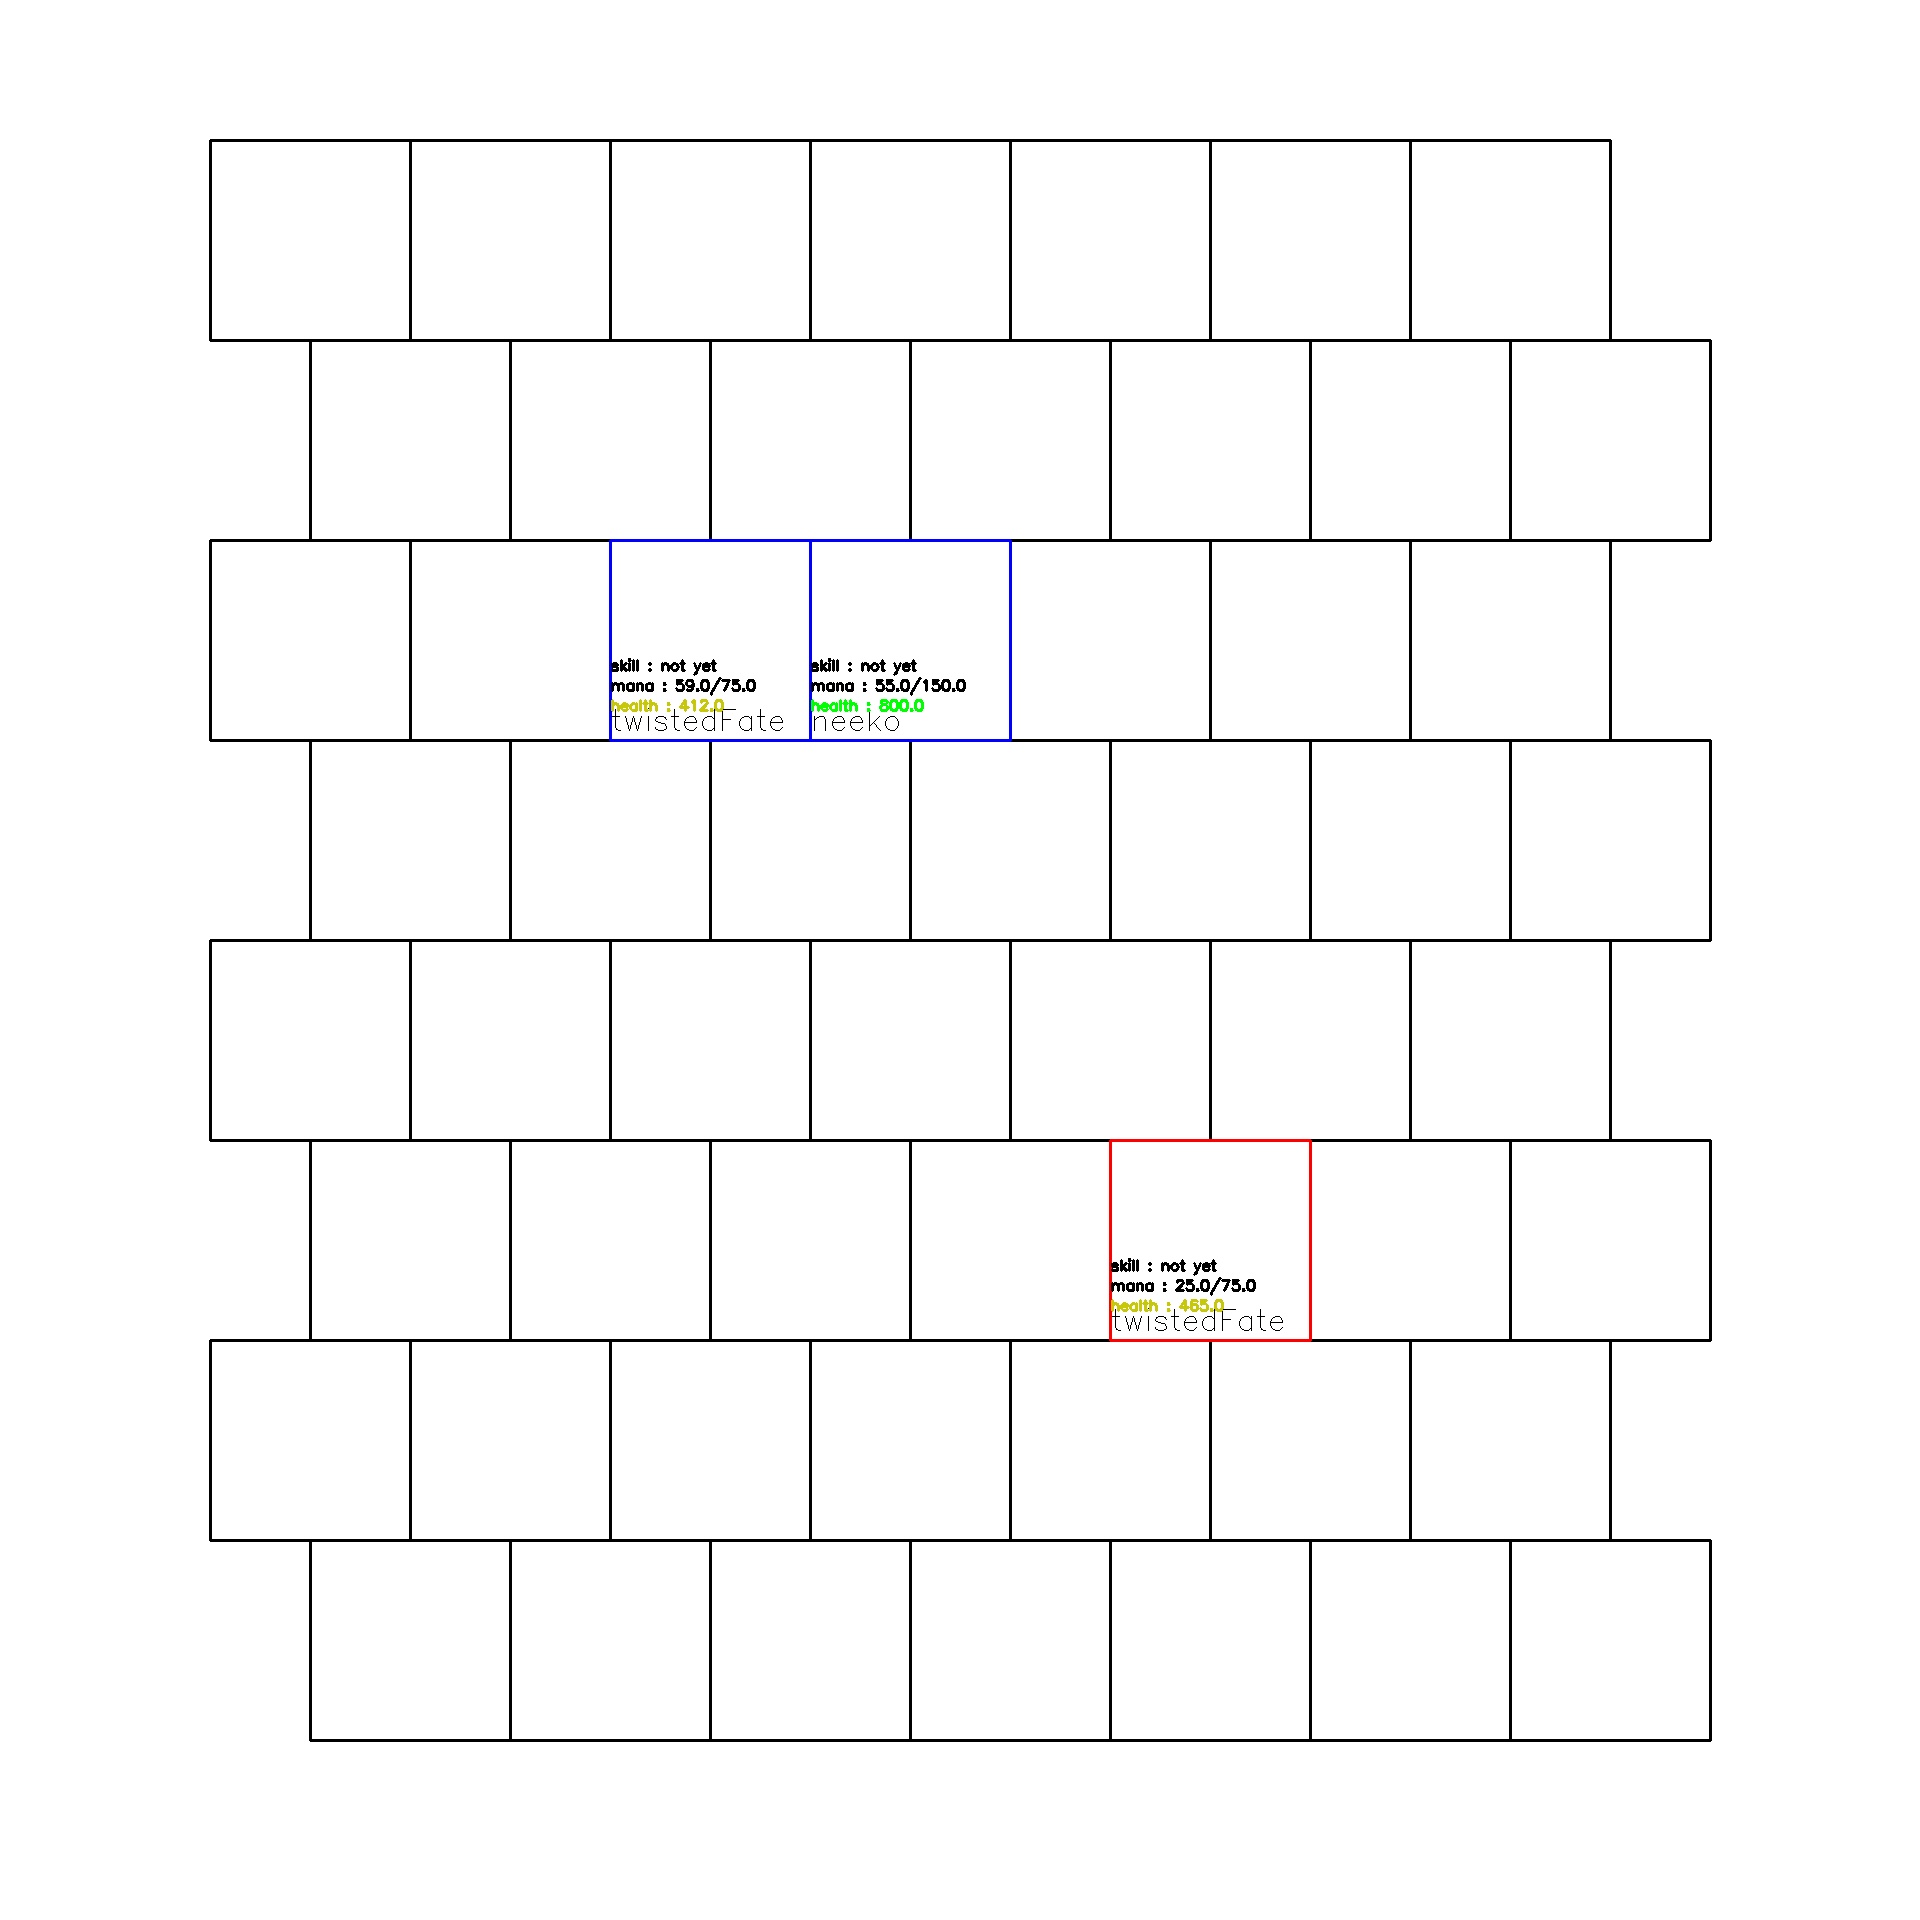 skill : not yet
mana : 59.0/75.0
health : 412.0
twistedFate
skill : not yet
mana : 55.0/150.0
health : 800.0
neeko
skill : not yet
mana : 25.0/75.0
health : 465.0
twistedFate